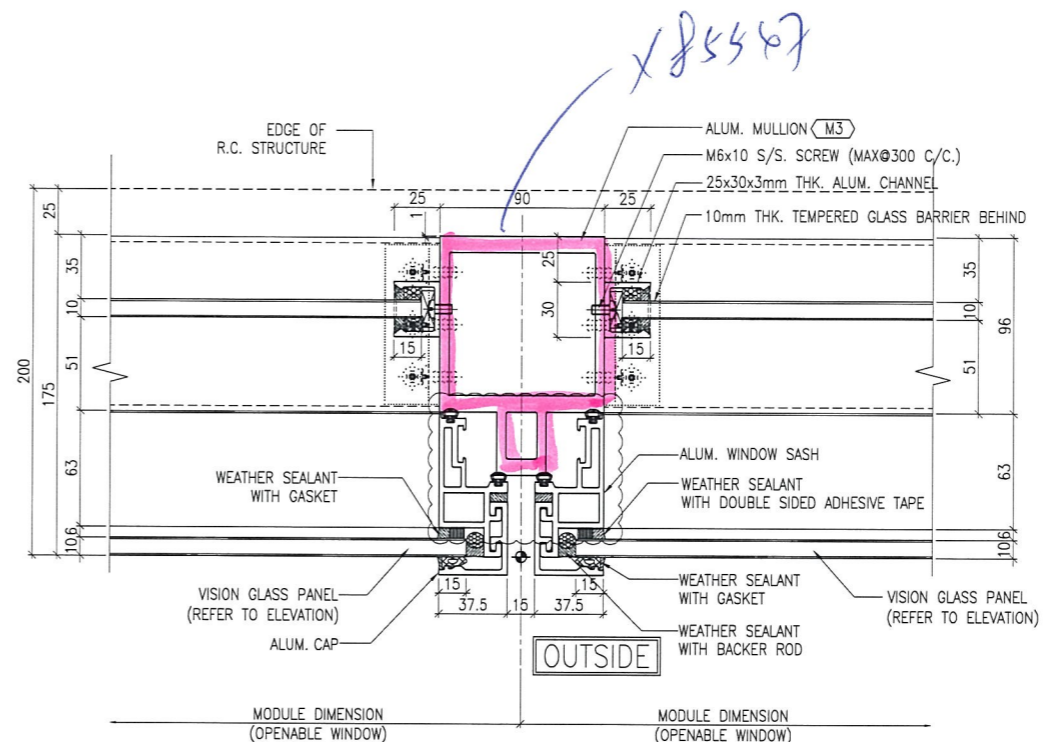 X85547
EDGE OF
R.C. STRUCTURE
ALUM. MULLION M3
M6x10 S/S. SCREW (MAX@300 C/C.)
25x30x3mm THK. ALUM. CHANNEL
10mm THK. TEMPERED GLASS BARRIER BEHIND
25 90 25
25
1
35
10
51
200
175
63
6
10
15
25
30
15
35
10
51
96
63
6
10
ALUM. WINDOW SASH
WEATHER SEALANT
WITH GASKET
WEATHER SEALANT
WITH DOUBLE SIDED ADHESIVE TAPE
VISION GLASS PANEL
(REFER TO ELEVATION)
ALUM. CAP
15
37.5 15 37.5
15
WEATHER SEALANT
WITH GASKET
WEATHER SEALANT
WITH BACKER ROD
VISION GLASS PANEL
(REFER TO ELEVATION)
OUTSIDE
MODULE DIMENSION
(OPENABLE WINDOW)
MODULE DIMENSION
(OPENABLE WINDOW)